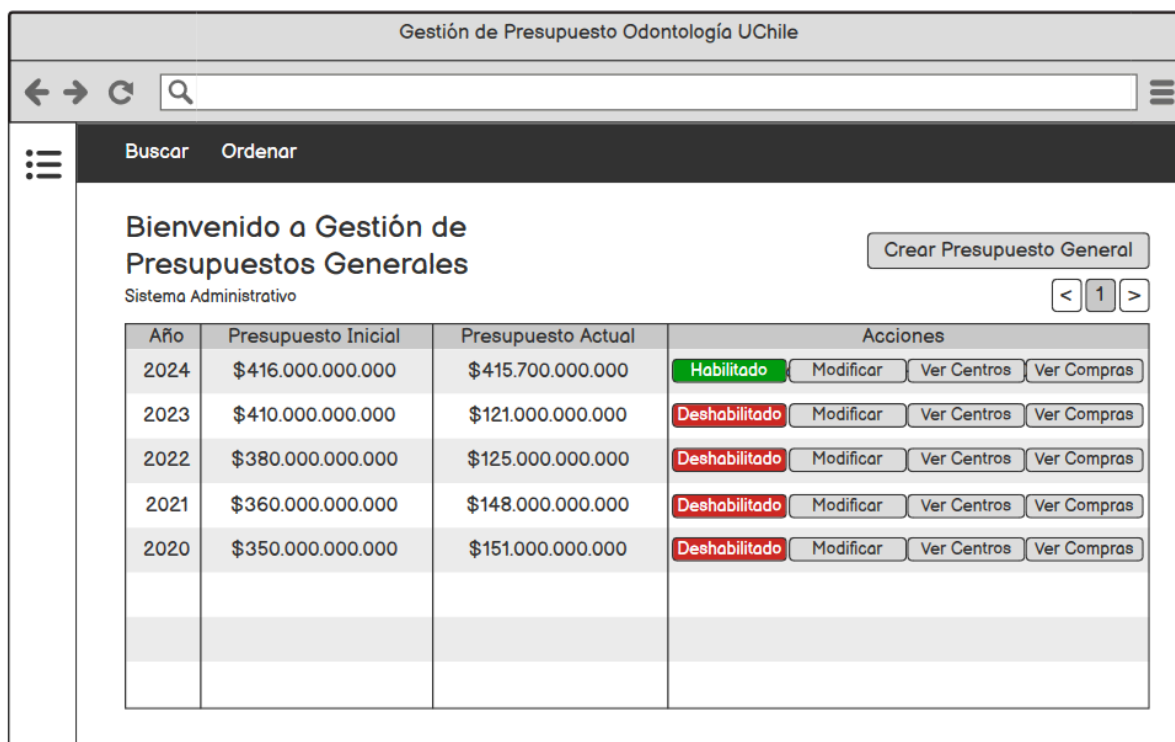 Gestión de Presupuesto Odontología UChile
Buscar Ordenar
Bienvenido a Gestión de
Presupuestos Generales
Crear Presupuesto General
Sistema Administrativo
< 1 >
Año Presupuesto Inicial Presupuesto Actual Acciones
2024 $416.000.000.000 $415.700.000.000 Habilitado Modificar Ver Centros Ver Compras
2023 $410.000.000.000 $121.000.000.000 Deshabilitado Modificar Ver Centros Ver Compras
2022 $380.000.000.000 $125.000.000.000 Deshabilitado Modificar Ver Centros Ver Compras
2021 $360.000.000.000 $148.000.000.000 Deshabilitado Modificar Ver Centros Ver Compras
2020 $350.000.000.000 $151.000.000.000 Deshabilitado Modificar Ver Centros Ver Compras